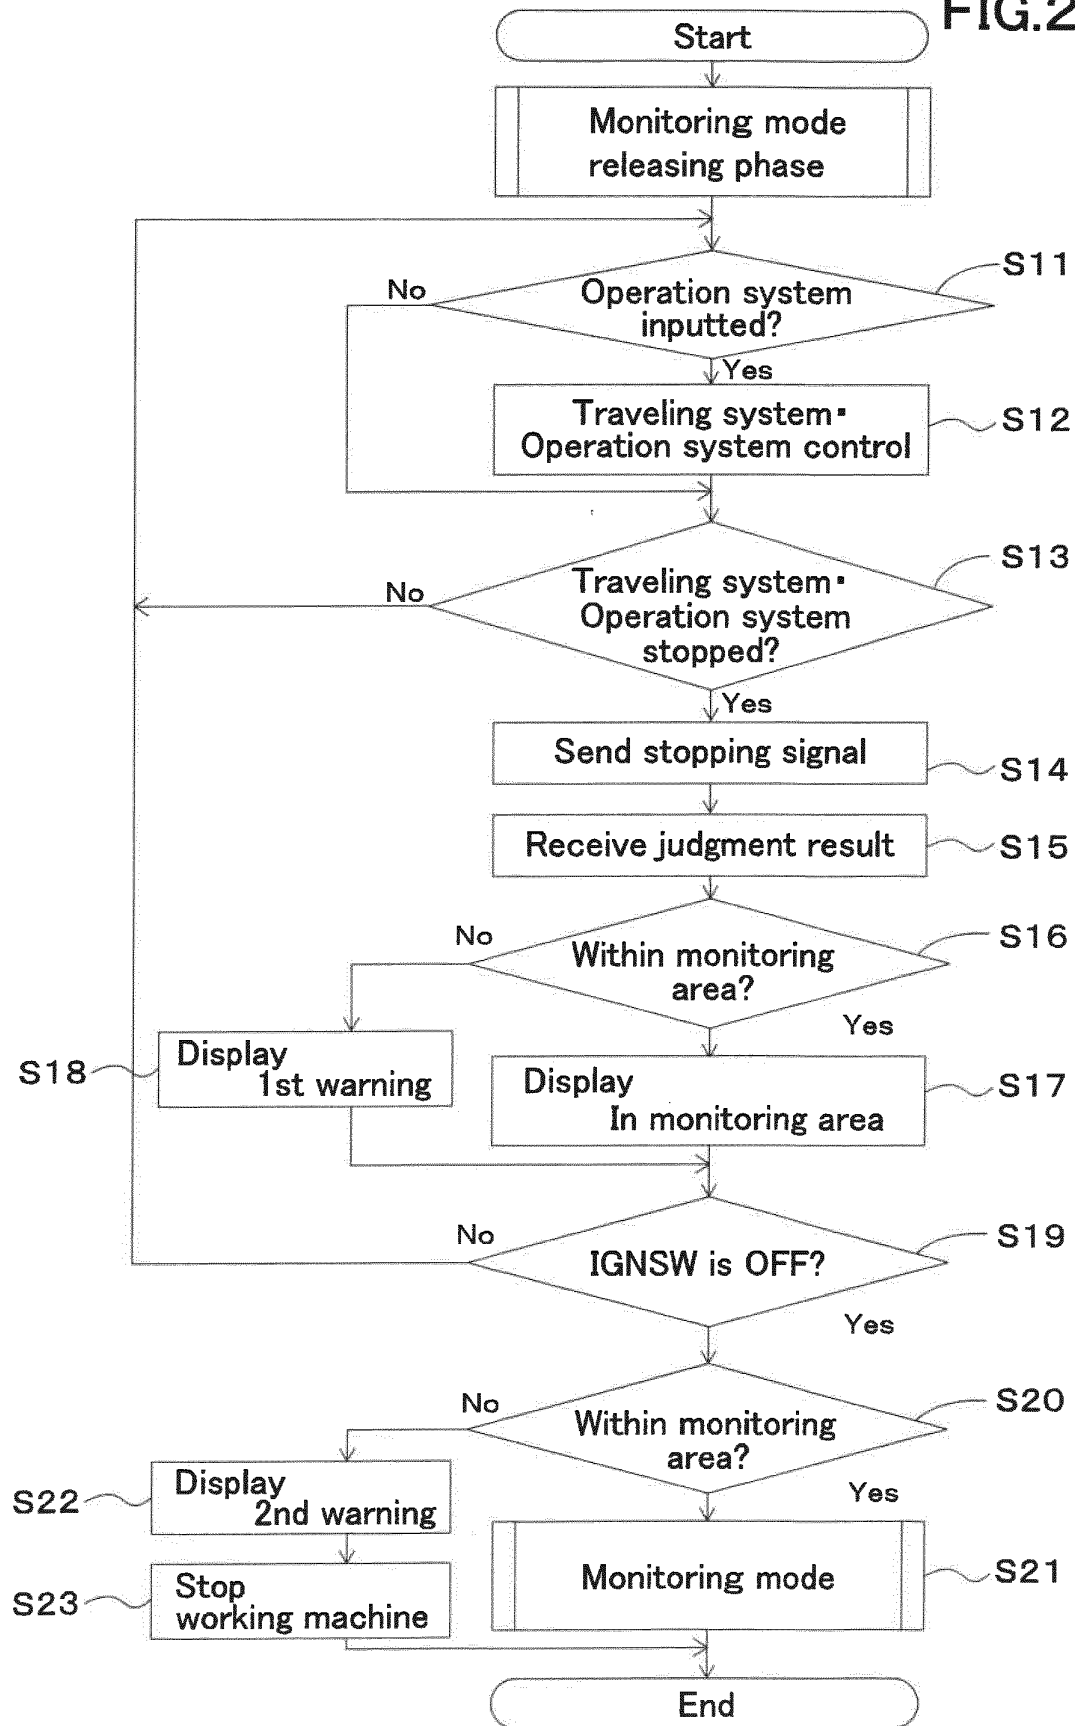 FIG.2
Start
Monitoring mode
releasing phase
S11
No
Operation system
inputted?
Yes
Traveling system·
Operation system control
S12
S13
No
Traveling system·
Operation system
stopped?
Yes
Send stopping signal
S14
Receive judgment result
S15
No
S16
Within monitoring
area?
Yes
Display
1st warning
S18
Display
In monitoring area
S17
No
S19
IGNSW is OFF?
Yes
No
S20
Within monitoring
area?
Yes
Display
2nd warning
S22
Monitoring mode
S21
Stop
working machine
S23
End